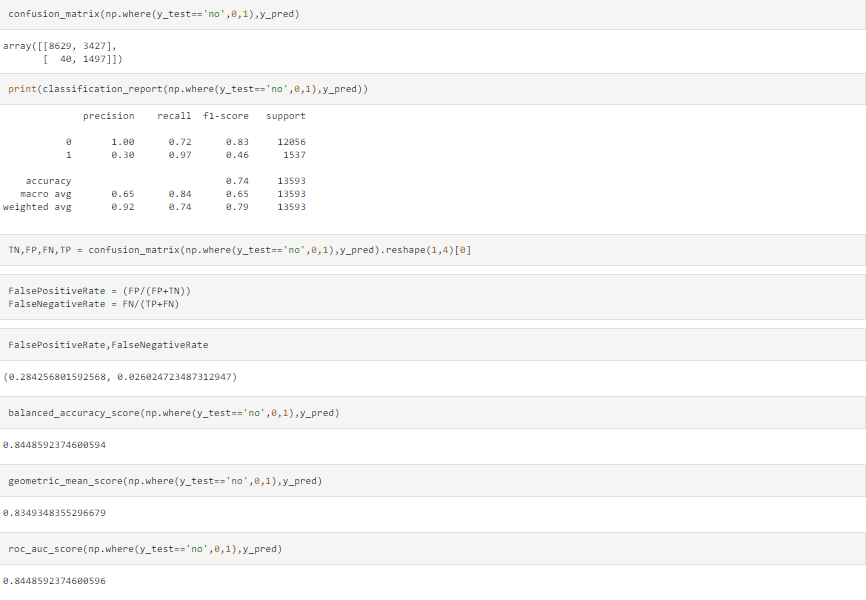 confusion_matrix(np.where(y_test=='no',0,1),y_pred)
array([[8629, 3427],
       [  40, 1497]])
print(classification_report(np.where(y_test=='no',0,1),y_pred))
              precision    recall  f1-score   support
           0       1.00      0.72      0.83     12056
           1       0.30      0.97      0.46      1537
    accuracy                           0.74     13593
   macro avg       0.65      0.84      0.65     13593
weighted avg       0.92      0.74      0.79     13593
TN,FP,FN,TP = confusion_matrix(np.where(y_test=='no',0,1),y_pred).reshape(1,4)[0]
FalsePositiveRate = (FP/(FP+TN))
FalseNegativeRate = FN/(TP+FN)
FalsePositiveRate,FalseNegativeRate
(0.284256801592568, 0.026024723487312947)
balanced_accuracy_score(np.where(y_test=='no',0,1),y_pred)
0.8448592374600594
geometric_mean_score(np.where(y_test=='no',0,1),y_pred)
0.8349348355296679
roc_auc_score(np.where(y_test=='no',0,1),y_pred)
0.8448592374600596